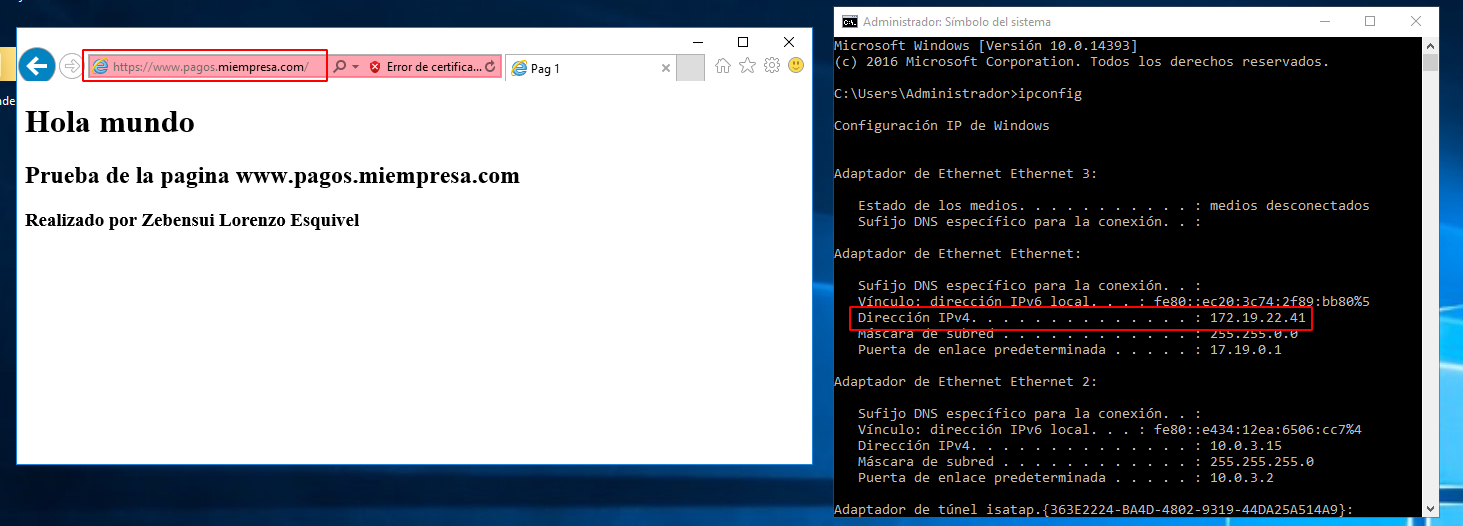 https://www.pagos.miempresa.com/
Error de certifica...
Pag 1
Hola mundo
Prueba de la pagina www.pagos.miempresa.com
Realizado por Zebensui Lorenzo Esquivel
nde
Administrador: Símbolo del sistema
Microsoft Windows [Versión 10.0.14393]
(c) 2016 Microsoft Corporation. Todos los derechos reservados.
C:\Users\Administrador>ipconfig
Configuración IP de Windows
Adaptador de Ethernet Ethernet 3:
Estado de los medios. . . . . . . . . . . : medios desconectados
Sufijo DNS específico para la conexión. . :
Adaptador de Ethernet Ethernet:
Sufijo DNS específico para la conexión. . :
Vínculo: dirección IPv6 local. . . : fe80::ec20:3c74:2f89:bb80%5
Dirección IPv4. . . . . . . . . . . . . . : 172.19.22.41
Máscara de subred . . . . . . . . . . . . : 255.255.0.0
Puerta de enlace predeterminada . . . . . : 17.19.0.1
Adaptador de Ethernet Ethernet 2:
Sufijo DNS específico para la conexión. . :
Vínculo: dirección IPv6 local. . . : fe80::e434:12ea:6506:cc7%4
Dirección IPv4. . . . . . . . . . . . . . : 10.0.3.15
Máscara de subred . . . . . . . . . . . . : 255.255.255.0
Puerta de enlace predeterminada . . . . . : 10.0.3.2
Adaptador de túnel isatap.{363E2224-BA4D-4802-9319-44DA25A514A9}: